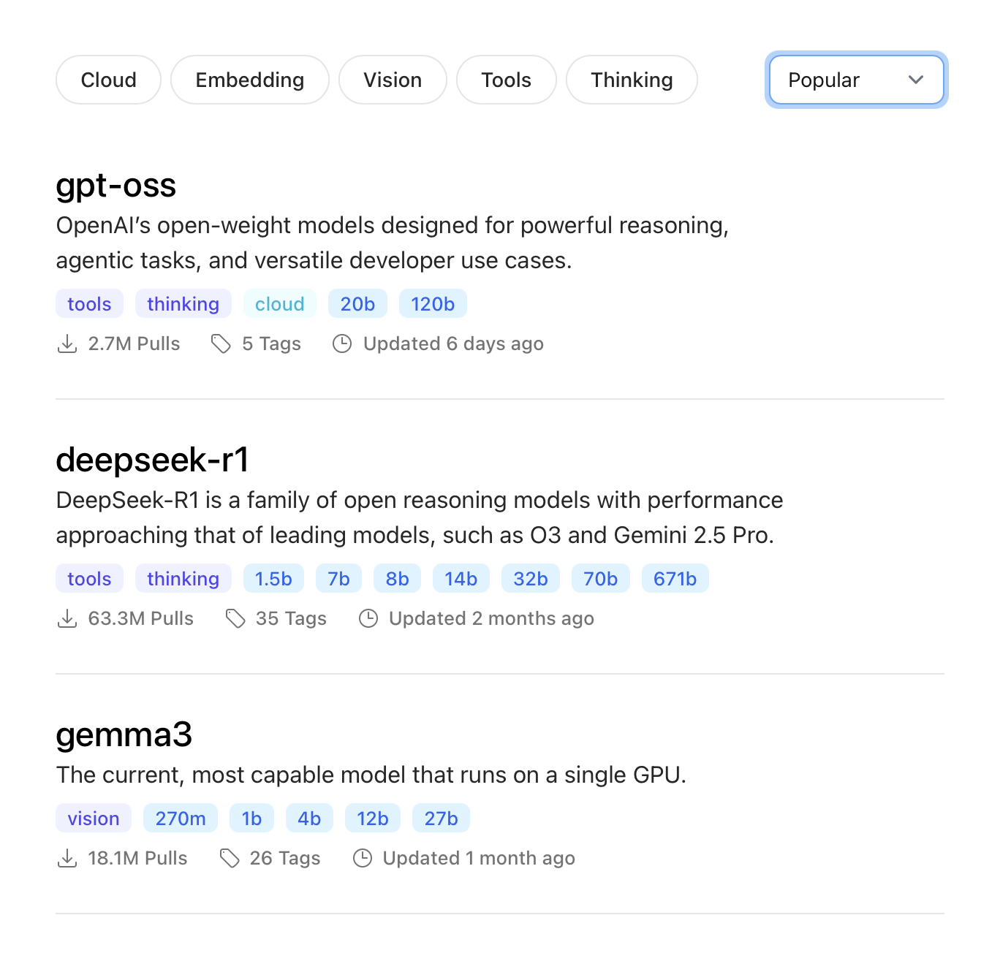 Cloud Embedding Vision Tools Thinking Popular
gpt-oss
OpenAI’s open-weight models designed for powerful reasoning,
agentic tasks, and versatile developer use cases.
tools thinking cloud 20b 120b
2.7M Pulls 5 Tags Updated 6 days ago
deepseek-r1
DeepSeek-R1 is a family of open reasoning models with performance
approaching that of leading models, such as O3 and Gemini 2.5 Pro.
tools thinking 1.5b 7b 8b 14b 32b 70b 671b
63.3M Pulls 35 Tags Updated 2 months ago
gemma3
The current, most capable model that runs on a single GPU.
vision 270m 1b 4b 12b 27b
18.1M Pulls 26 Tags Updated 1 month ago